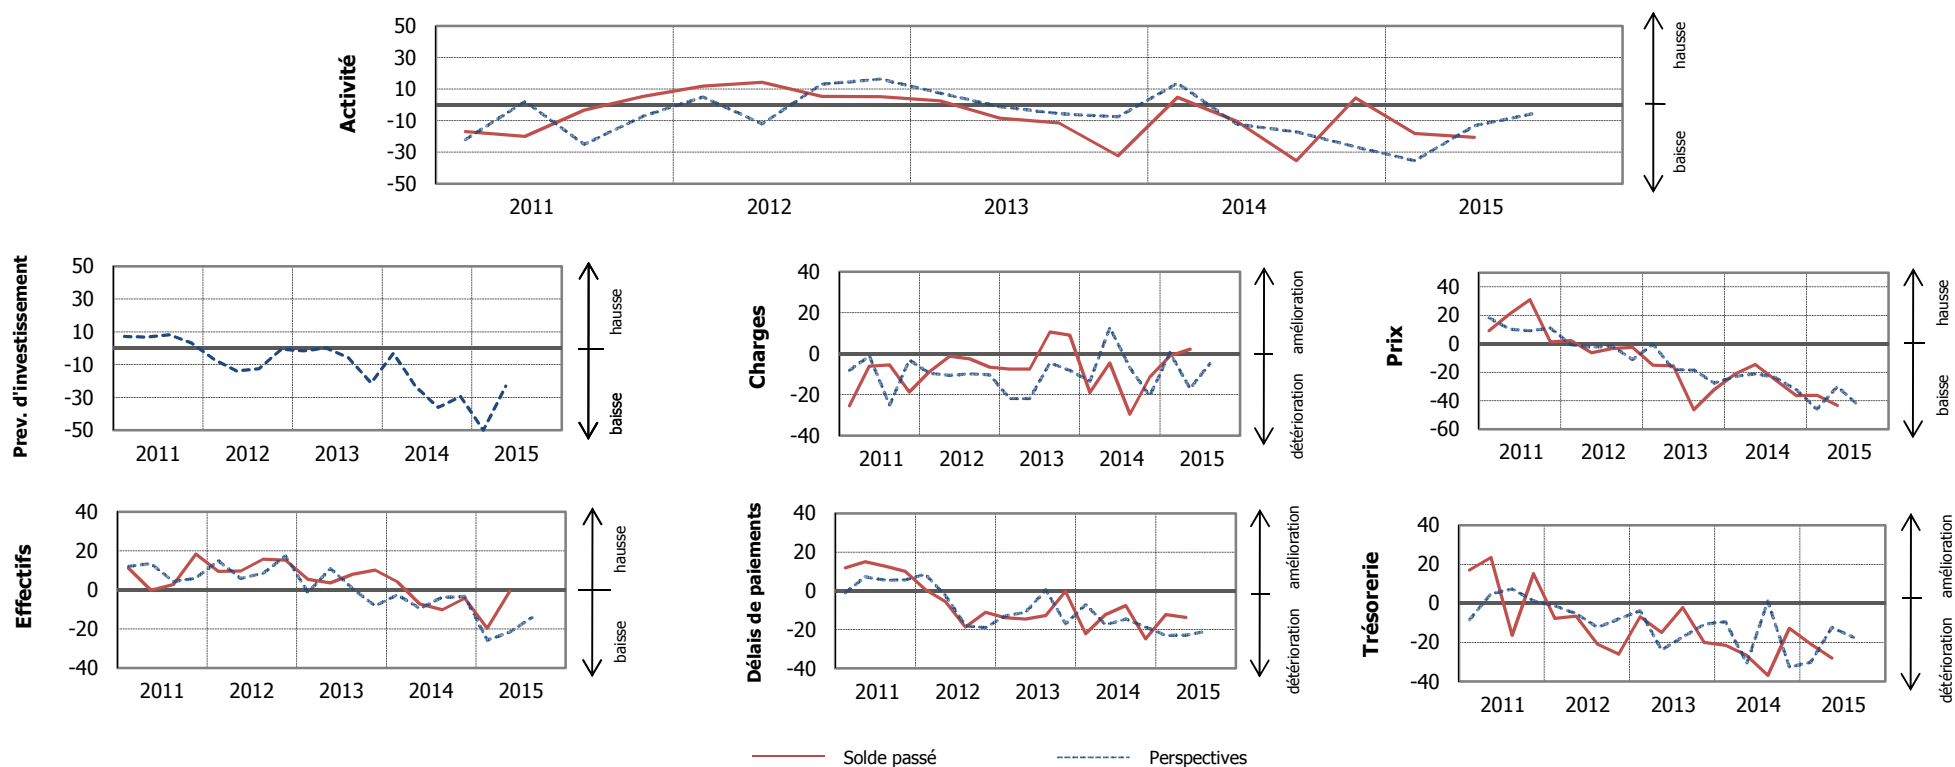 Activité
50
30
10
-10
-30
-50
2011 2012 2013 2014 2015
hausse
baisse
Prev. d'investissement
50
30
10
-10
-30
-50
2011 2012 2013 2014 2015
hausse
baisse
Charges
40
20
0
-20
-40
2011 2012 2013 2014 2015
amélioration
détérioration
Prix
40
20
0
-20
-40
-60
2011 2012 2013 2014 2015
hausse
baisse
Effectifs
40
20
0
-20
-40
2011 2012 2013 2014 2015
hausse
baisse
Délais de paiements
40
20
0
-20
-40
2011 2012 2013 2014 2015
amélioration
détérioration
Trésorerie
40
20
0
-20
-40
2011 2012 2013 2014 2015
amélioration
détérioration
Solde passé Perspectives